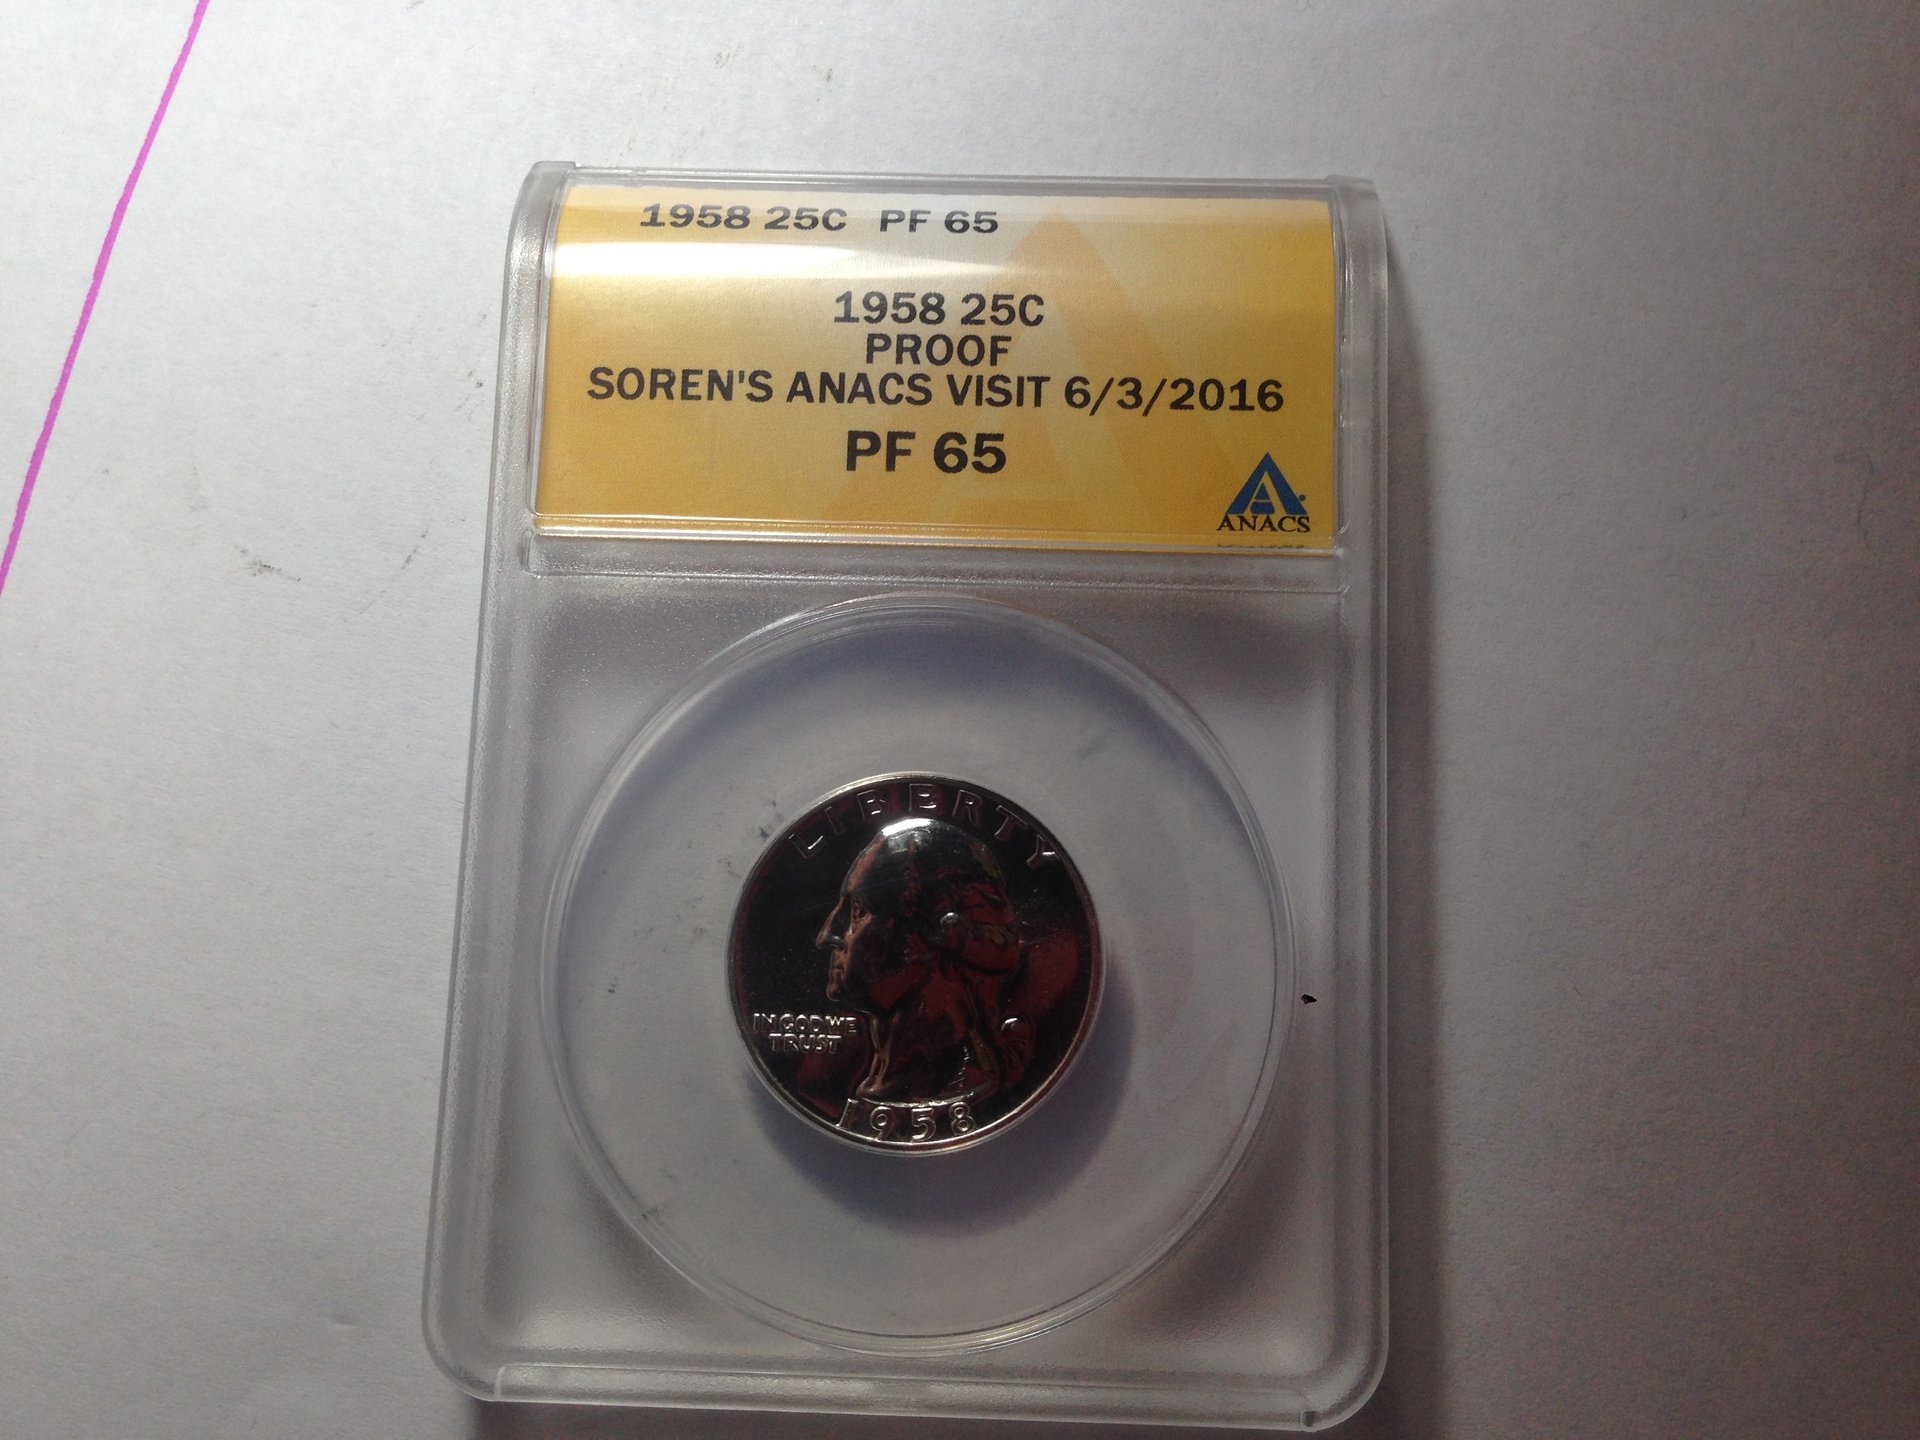 1958 25C PF 65
1958 25C
PROOF
SOREN'S ANACS VISIT 6/3/2016
PF 65
ANACS
LIBERTY
IN GOD WE
TRUST
1958